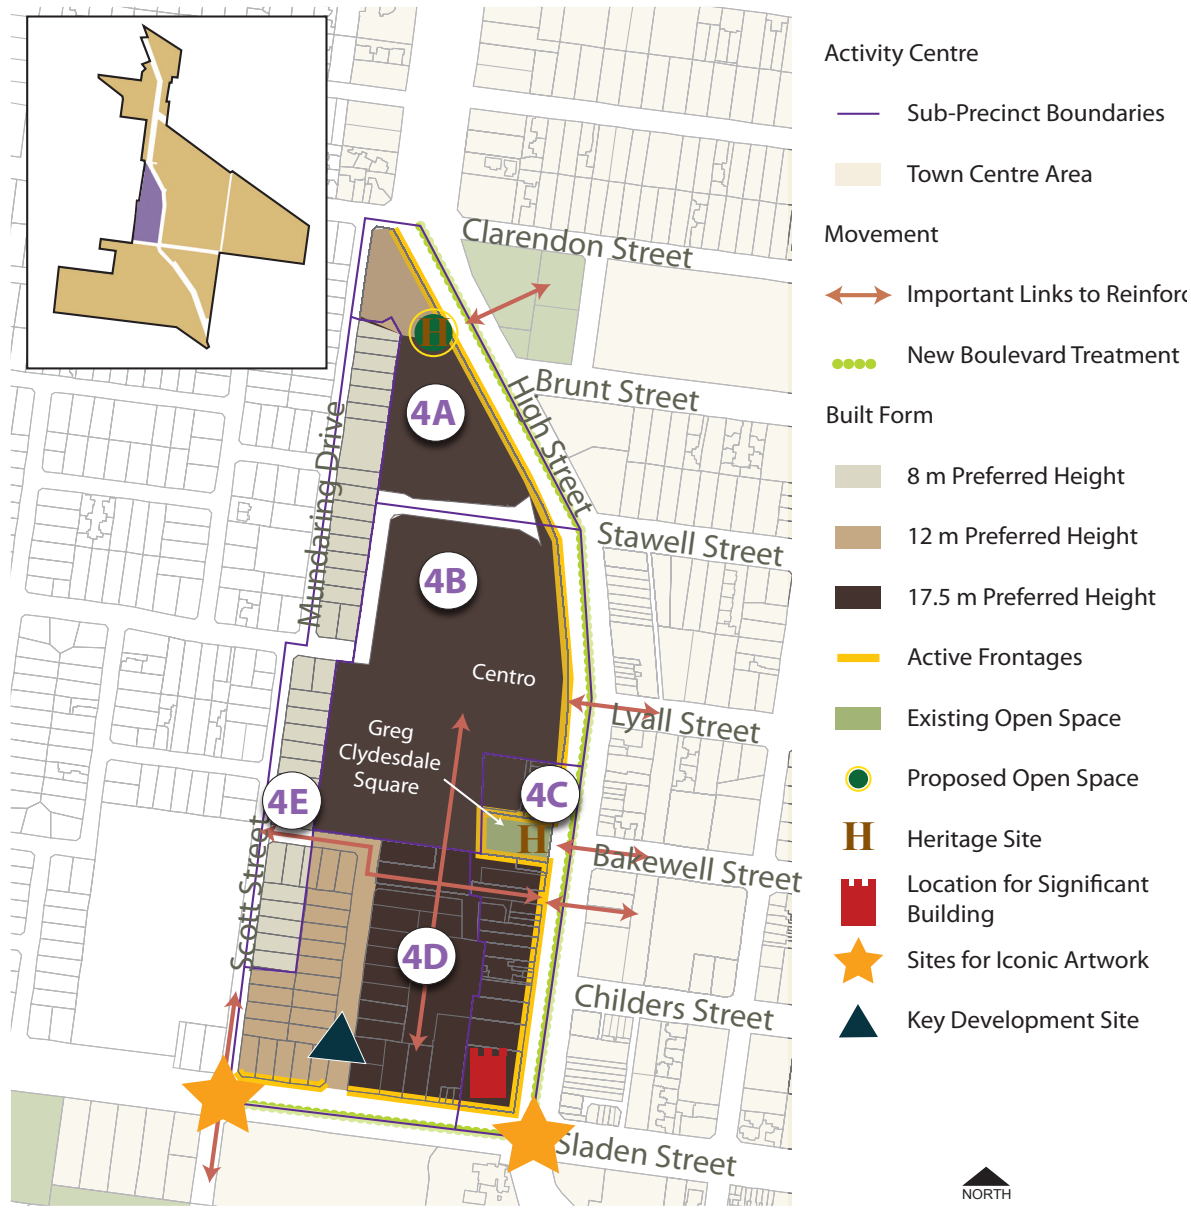 Activity Centre
Sub-Precinct Boundaries
Town Centre Area
Movement
Important Links to Reinforc
New Boulevard Treatment
Built Form
8 m Preferred Height
12 m Preferred Height
17.5 m Preferred Height
Active Frontages
Existing Open Space
Proposed Open Space
H
Heritage Site
Location for Significant
Building
Sites for Iconic Artwork
Key Development Site
NORTH
Clarendon Street
H
Brunt Street
High Street
4A
Mundaring Drive
Stawell Street
4B
Centro
Lyall Street
Greg
Clydesdale
Square
4C
4E
H
Bakewell Street
Scott Street
4D
Childers Street
Sladen Street